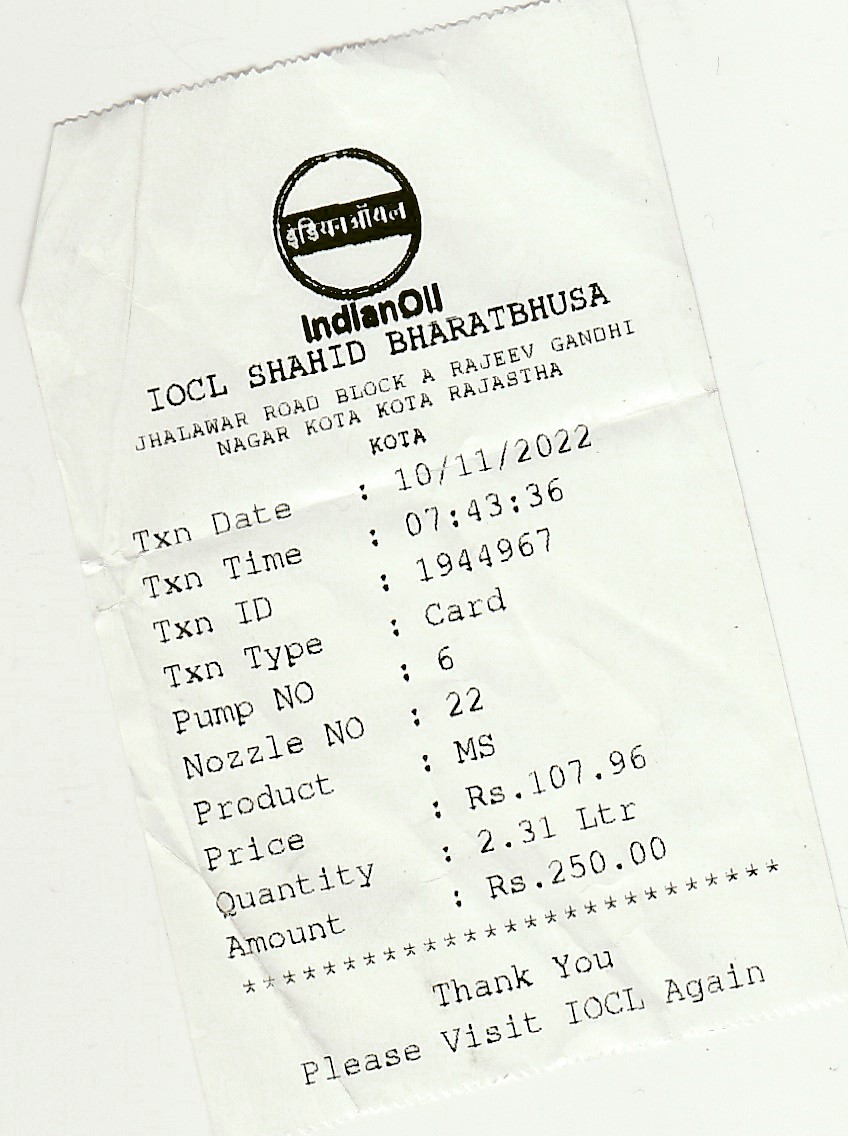 इंडियन ऑयल
IndianOil
IOCL SHAHID BHARATBHUSA
JHALAWAR ROAD BLOCK A RAJEEV GANDHI
NAGAR KOTA KOTA RAJASTHA
KOTA
Txn Date : 10/11/2022
Txn Time : 07:43:36
Txn ID : 1944967
Txn Type : Card
Pump NO : 6
Nozzle NO : 22
Product : MS
Price : Rs.107.96
Quantity : 2.31 Ltr
Amount : Rs.250.00
***************************
Thank You
Please Visit IOCL Again